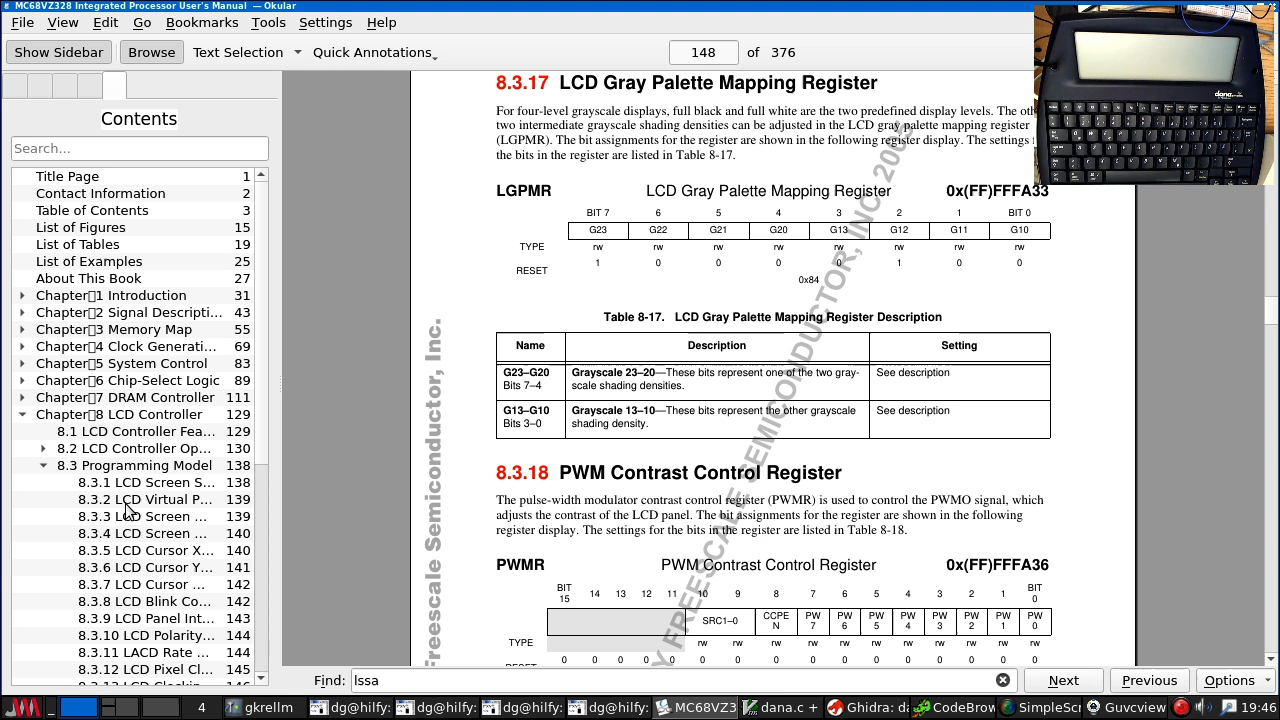 MC68VZ328 Integrated Processor User's Manual — Okular
File View Edit Go Bookmarks Tools Settings Help
Show Sidebar Browse Text Selection Quick Annotations 148 of 376
Contents
Search...
Title Page 1
Contact Information 2
Table of Contents 3
List of Figures 15
List of Tables 19
List of Examples 25
About This Book 27
Chapter 1 Introduction 31
Chapter 2 Signal Descripti... 43
Chapter 3 Memory Map 55
Chapter 4 Clock Generati... 69
Chapter 5 System Control 83
Chapter 6 Chip-Select Logic 89
Chapter 7 DRAM Controller 111
Chapter 8 LCD Controller 129
8.1 LCD Controller Fea... 129
8.2 LCD Controller Op... 130
8.3 Programming Model 138
8.3.1 LCD Screen S... 138
8.3.2 LCD Virtual P... 139
8.3.3 LCD Screen ... 139
8.3.4 LCD Screen ... 140
8.3.5 LCD Cursor X... 140
8.3.6 LCD Cursor Y... 141
8.3.7 LCD Cursor ... 142
8.3.8 LCD Blink Co... 142
8.3.9 LCD Panel Int... 143
8.3.10 LCD Polarity... 144
8.3.11 LACD Rate ... 144
8.3.12 LCD Pixel Cl... 145
8.3.17 LCD Gray Palette Mapping Register
For four-level grayscale displays, full black and full white are the two predefined display levels. The oth
two intermediate grayscale shading densities can be adjusted in the LCD gray palette mapping register
(LGPMR). The bit assignments for the register are shown in the following register display. The settings
the bits in the register are listed in Table 8-17.
LGPMR LCD Gray Palette Mapping Register 0x(FF)FFFA33
BIT 7 6 5 4 3 2 1 BIT 0
G23 G22 G21 G20 G13 G12 G11 G10
TYPE rw rw rw rw rw rw rw rw
RESET 1 0 0 0 0 1 0 0
0x84
Table 8-17. LCD Gray Palette Mapping Register Description
Name Description Setting
G23–G20
Bits 7–4
Grayscale 23–20—These bits represent one of the two gray-
scale shading densities.
See description
G13–G10
Bits 3–0
Grayscale 13–10—These bits represent the other grayscale
shading density.
See description
8.3.18 PWM Contrast Control Register
The pulse-width modulator contrast control register (PWMR) is used to control the PWMO signal, which
adjusts the contrast of the LCD panel. The bit assignments for the register are shown in the following
register display. The settings for the bits in the register are listed in Table 8-18.
PWMR PWM Contrast Control Register 0x(FF)FFFA36
BIT 15 14 13 12 11 10 9 8 7 6 5 4 3 2 1 BIT 0
SRC1–0 CCPEN PW7 PW6 PW5 PW4 PW3 PW2 PW1 PW0
TYPE rw rw rw rw rw rw rw rw rw rw rw
RESET 0 0 0 0 0 0 0 0 0 0 0 0 0 0 0 0
Freescale Semiconductor, Inc.
Y FREESCALE SEMICONDUCTOR, INC. 2005
dana
Find: lssa Next Previous Options
4 gkrellm dg@hilfy: dg@hilfy: dg@hilfy: dg@hilfy: MC68VZ3 dana.c + Ghidra: da CodeBrow SimpleSc Guvcview 19:46